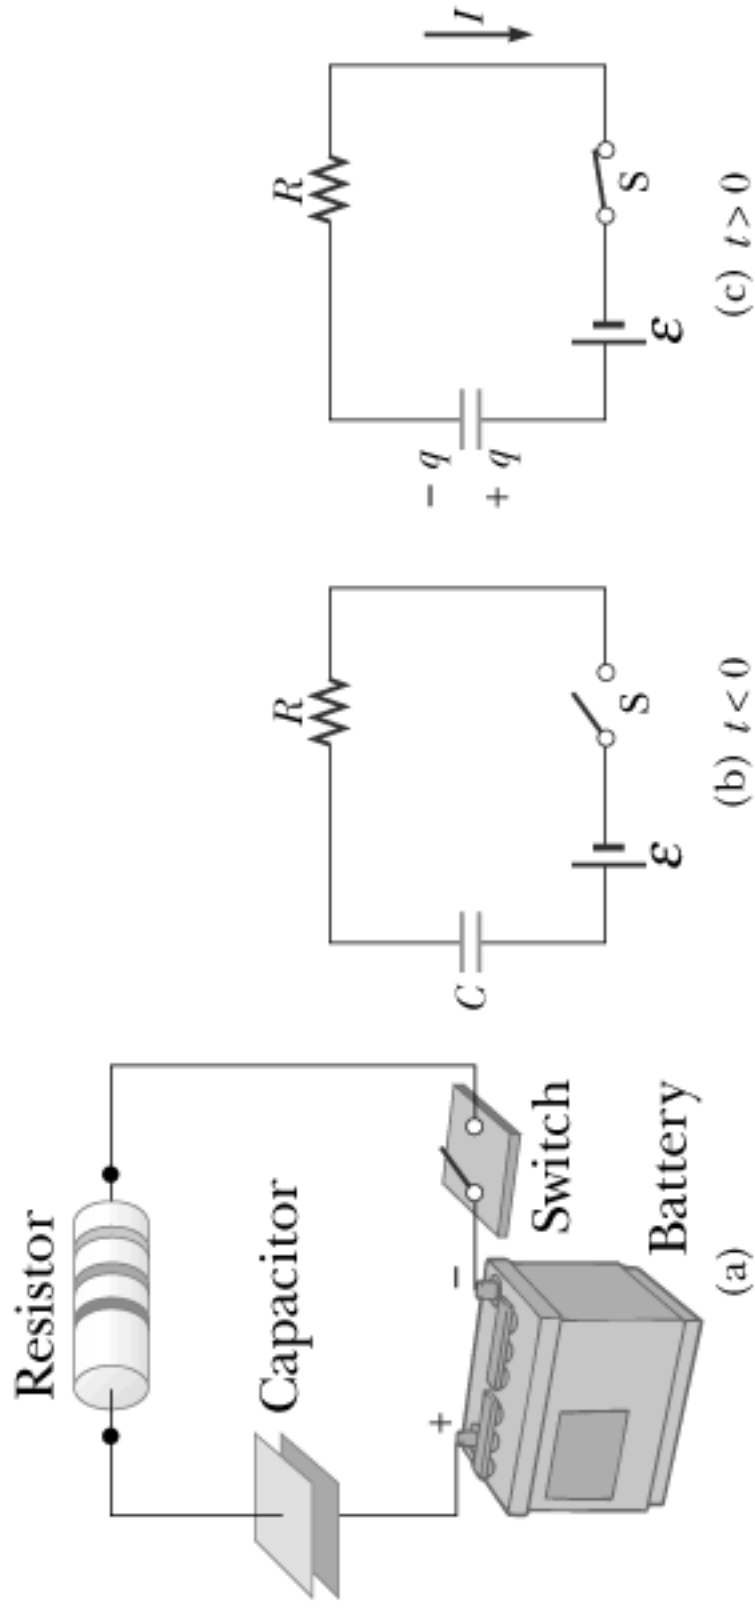 Resistor
Capacitor
+
−
Switch
Battery
(a)
R
C
ε
S
(b) t < 0
R
I
− q
+ q
ε
S
(c) t > 0